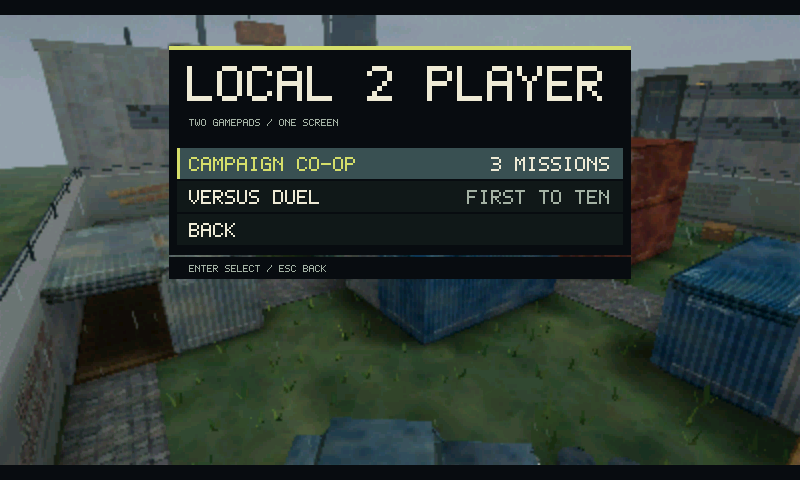 LOCAL 2 PLAYER
TWO GAMEPADS / ONE SCREEN
CAMPAIGN CO-OP 3 MISSIONS
VERSUS DUEL FIRST TO TEN
BACK
ENTER SELECT / ESC BACK